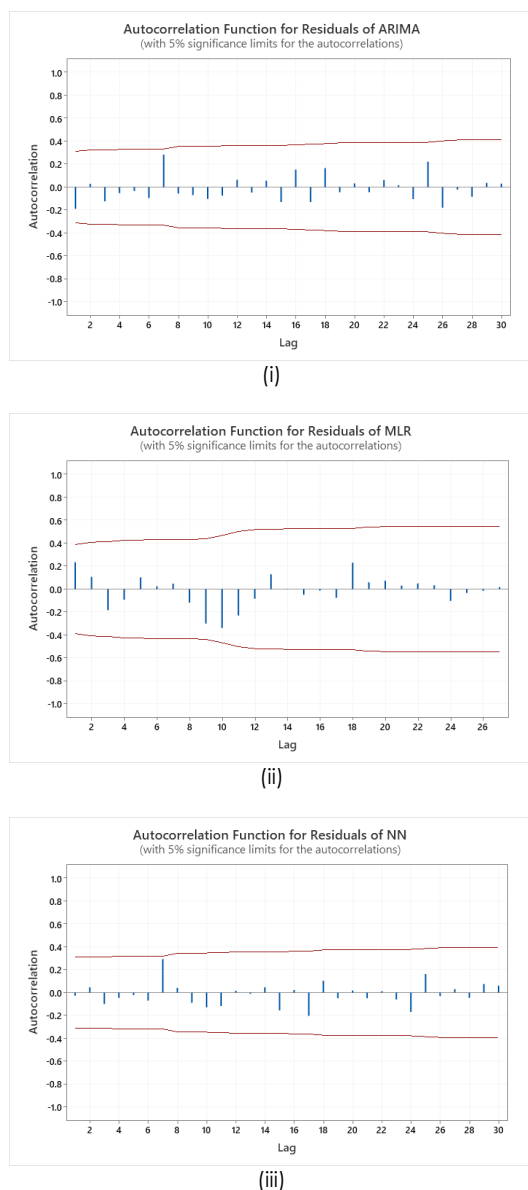 Autocorrelation Function for Residuals of ARIMA
(with 5% significance limits for the autocorrelations)
1.0
0.8
0.6
0.4
0.2
0.0
-0.2
-0.4
-0.6
-0.8
-1.0
Autocorrelation
2 4 6 8 10 12 14 16 18 20 22 24 26 28 30
Lag
(i)
Autocorrelation Function for Residuals of MLR
(with 5% significance limits for the autocorrelations)
1.0
0.8
0.6
0.4
0.2
0.0
-0.2
-0.4
-0.6
-0.8
-1.0
Autocorrelation
2 4 6 8 10 12 14 16 18 20 22 24 26
Lag
(ii)
Autocorrelation Function for Residuals of NN
(with 5% significance limits for the autocorrelations)
1.0
0.8
0.6
0.4
0.2
0.0
-0.2
-0.4
-0.6
-0.8
-1.0
Autocorrelation
2 4 6 8 10 12 14 16 18 20 22 24 26 28 30
Lag
(iii)